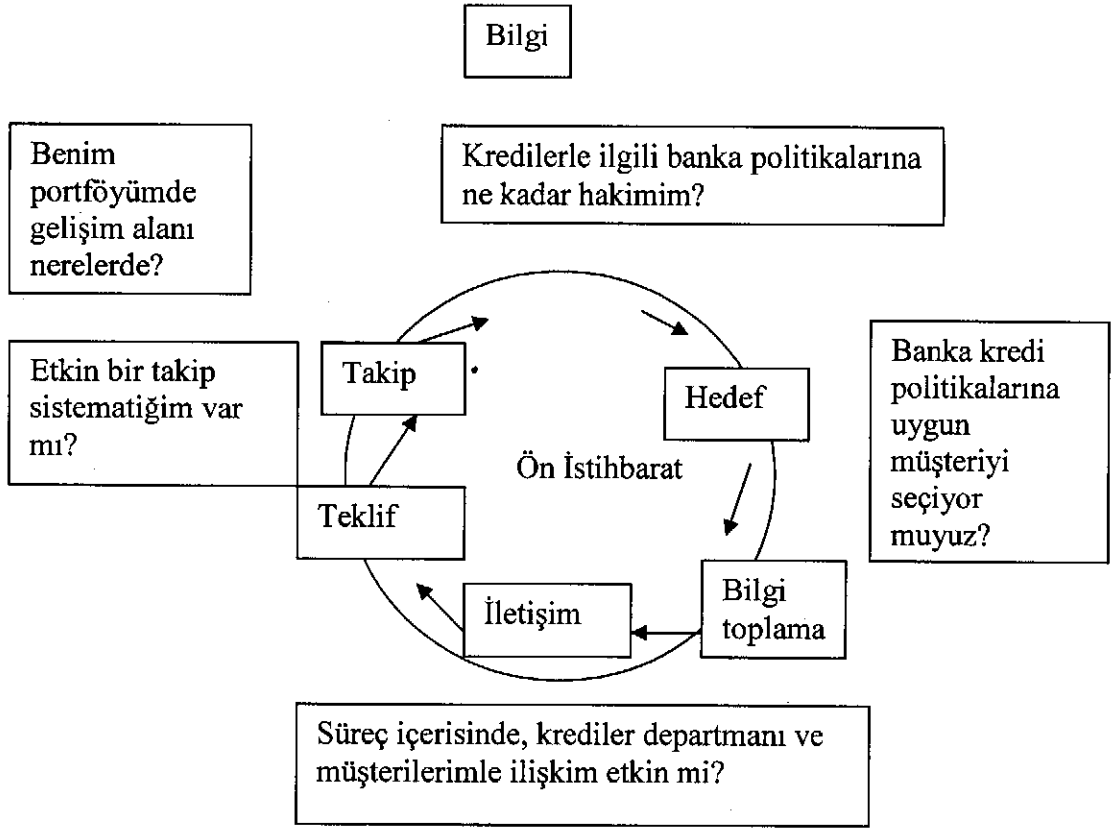 Bilgi
Benim
portföyümde
gelişim alanı
nerelerde?
Kredilerle ilgili banka politikalarına
ne kadar hakimim?
Etkin bir takip
sistematiğim var
mı?
Takip
Hedef
Banka kredi
politikalarına
uygun
müşteriyi
seçiyor
muyuz?
Ön İstihbarat
Teklif
İletişim
Bilgi
toplama
Süreç içerisinde, krediler departmanı ve
müşterilerimle ilişkim etkin mi?